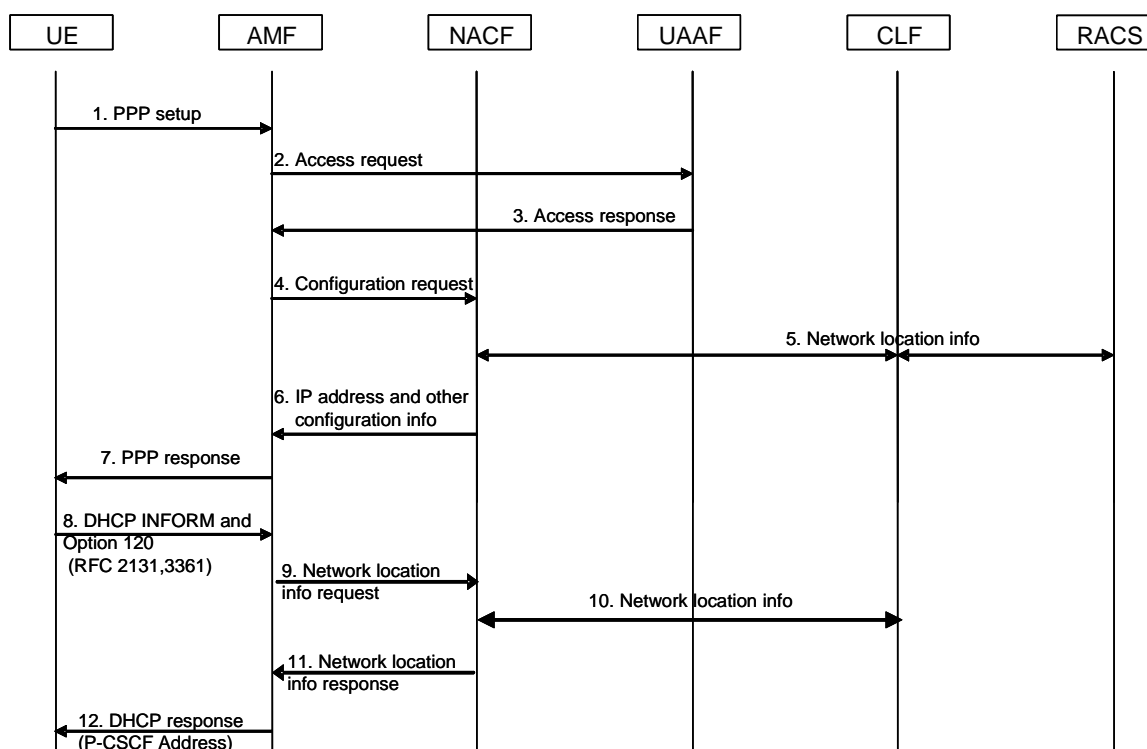 UE
AMF
NACF
UAAF
CLF
RACS
1. PPP setup
2. Access request
3. Access response
4. Configuration request
5. Network location info
6. IP address and other
configuration info
7. PPP response
8. DHCP INFORM and
Option 120
(RFC 2131,3361)
9. Network location
info request
10. Network location info
11. Network location
info response
12. DHCP response
(P-CSCF Address)